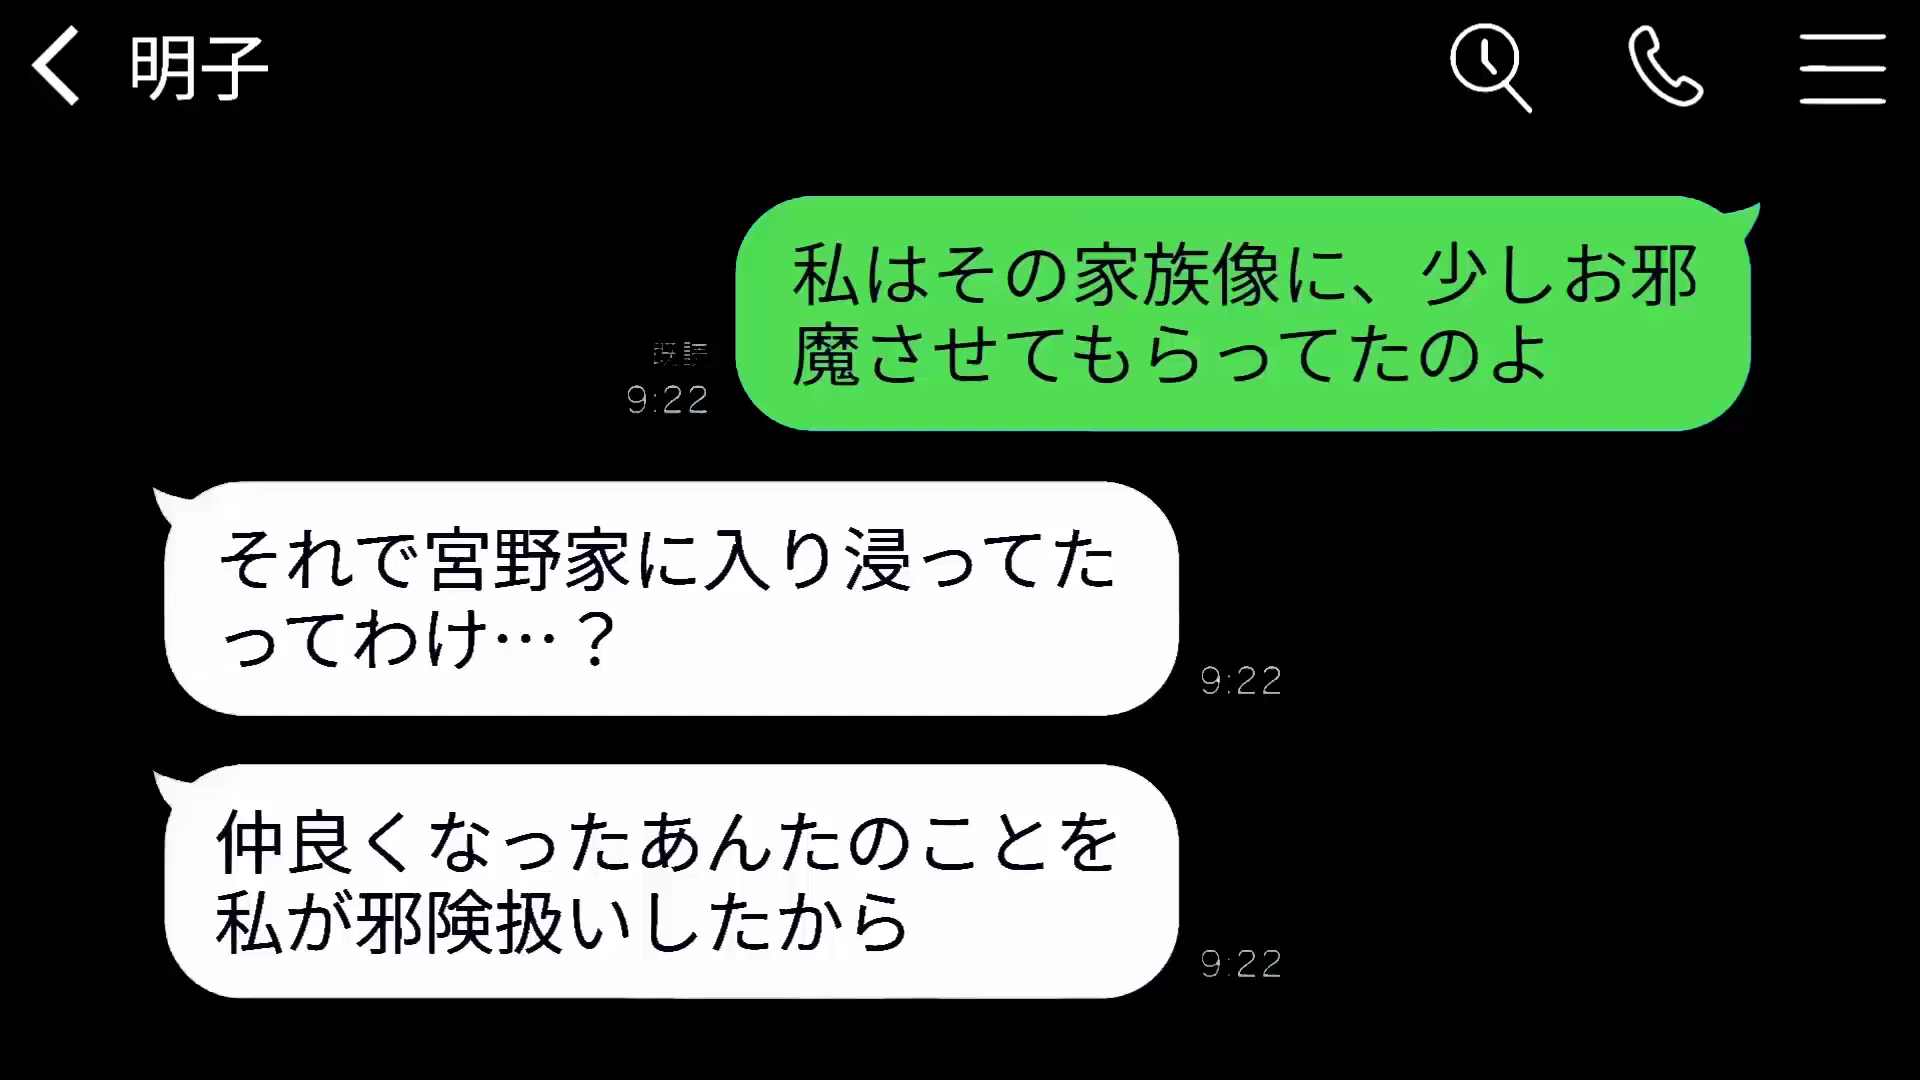 明子
私はその家族像に、少しお邪
魔させてもらってたのよ
既読
9:22
それで宮野家に入り浸ってた
ってわけ…？
9:22
仲良くなったあんたのことを
私が邪険扱いしたから
9:22